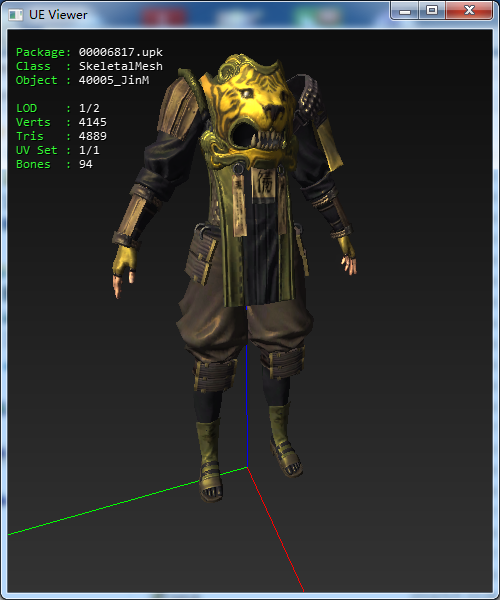 UE Viewer
Package: 00006817.upk
Class : SkeletalMesh
Object : 40005_JinM
LOD : 1/2
Verts : 4145
Tris : 4889
UV Set : 1/1
Bones : 94